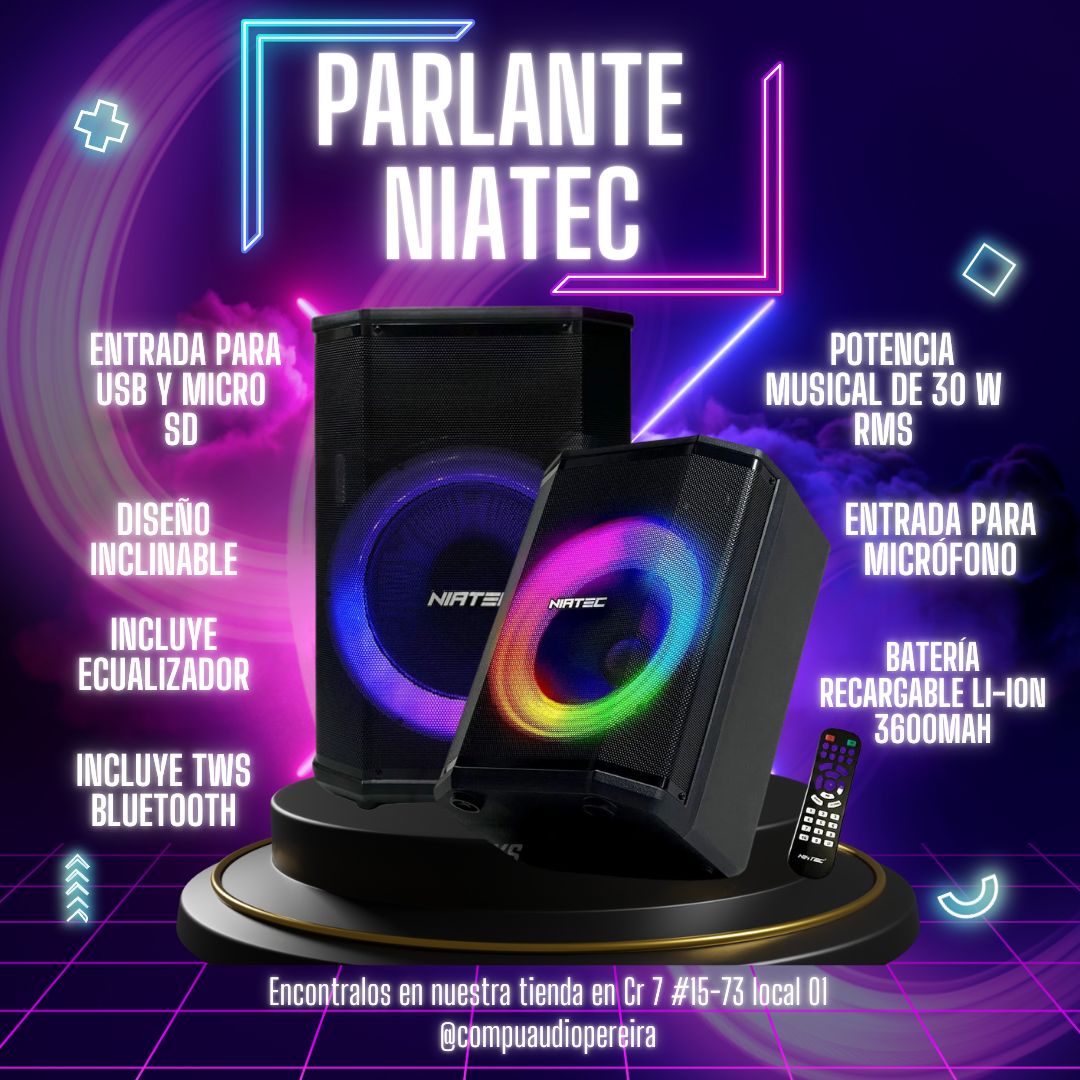 PARLANTE
NIATEC
ENTRADA PARA
USB Y MICRO
SD
DISEÑO
INCLINABLE
INCLUYE
ECUALIZADOR
INCLUYE TWS
BLUETOOTH
POTENCIA
MUSICAL DE 30 W
RMS
ENTRADA PARA
MICRÓFONO
BATERÍA
RECARGABLE LI-ION
3600MAH
NIATEC
NIATEC
NIATEC
Encontralos en nuestra tienda en Cr 7 #15-73 local 01
@compuaudiopereira